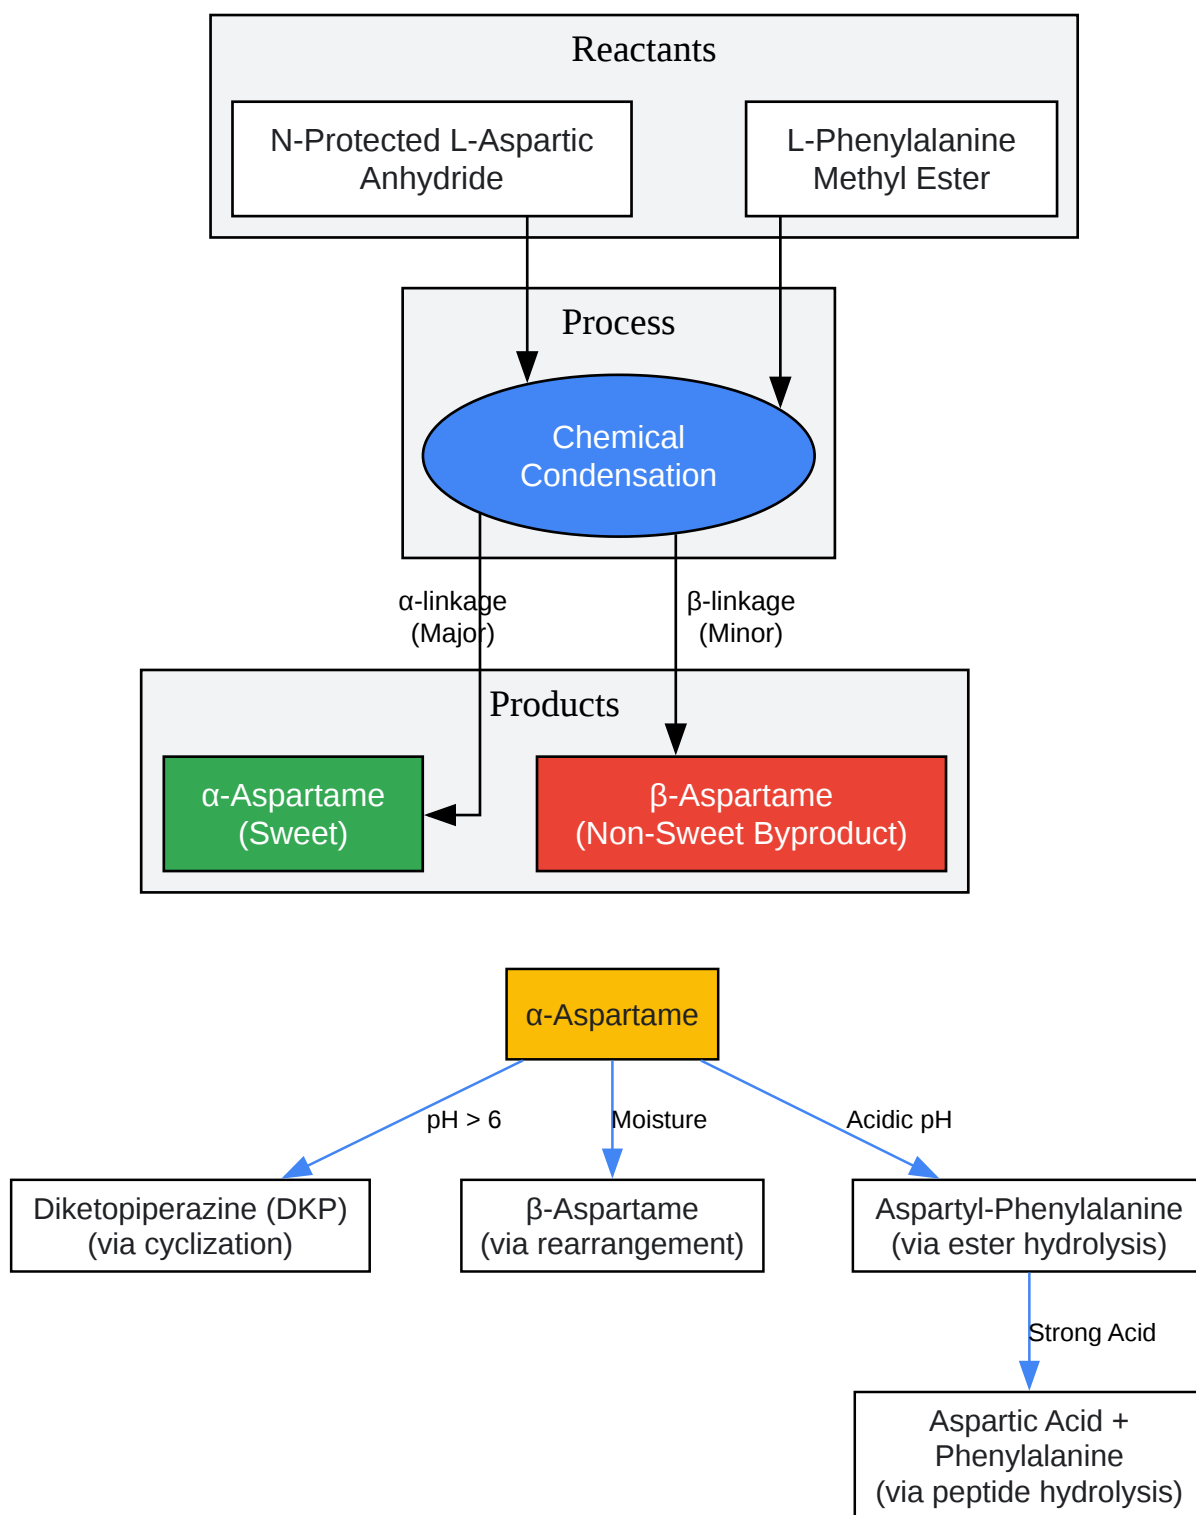 Reactants
N-Protected L-Aspartic
Anhydride
L-Phenylalanine
Methyl Ester
Process
Chemical
Condensation
α-linkage
(Major)
β-linkage
(Minor)
Products
α-Aspartame
(Sweet)
β-Aspartame
(Non-Sweet Byproduct)
α-Aspartame
pH > 6
Moisture
Acidic pH
Diketopiperazine (DKP)
(via cyclization)
β-Aspartame
(via rearrangement)
Aspartyl-Phenylalanine
(via ester hydrolysis)
Strong Acid
Aspartic Acid +
Phenylalanine
(via peptide hydrolysis)